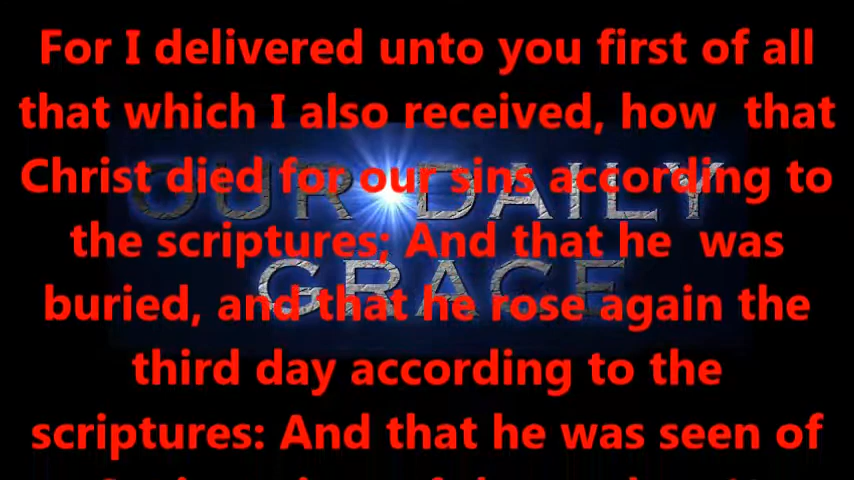 For I delivered unto you first of all
that which I also received, how that
Christ died for our sins according to
the scriptures; And that he was
buried, and that he rose again the
third day according to the
scriptures: And that he was seen of
OUR DAILY
GRACE